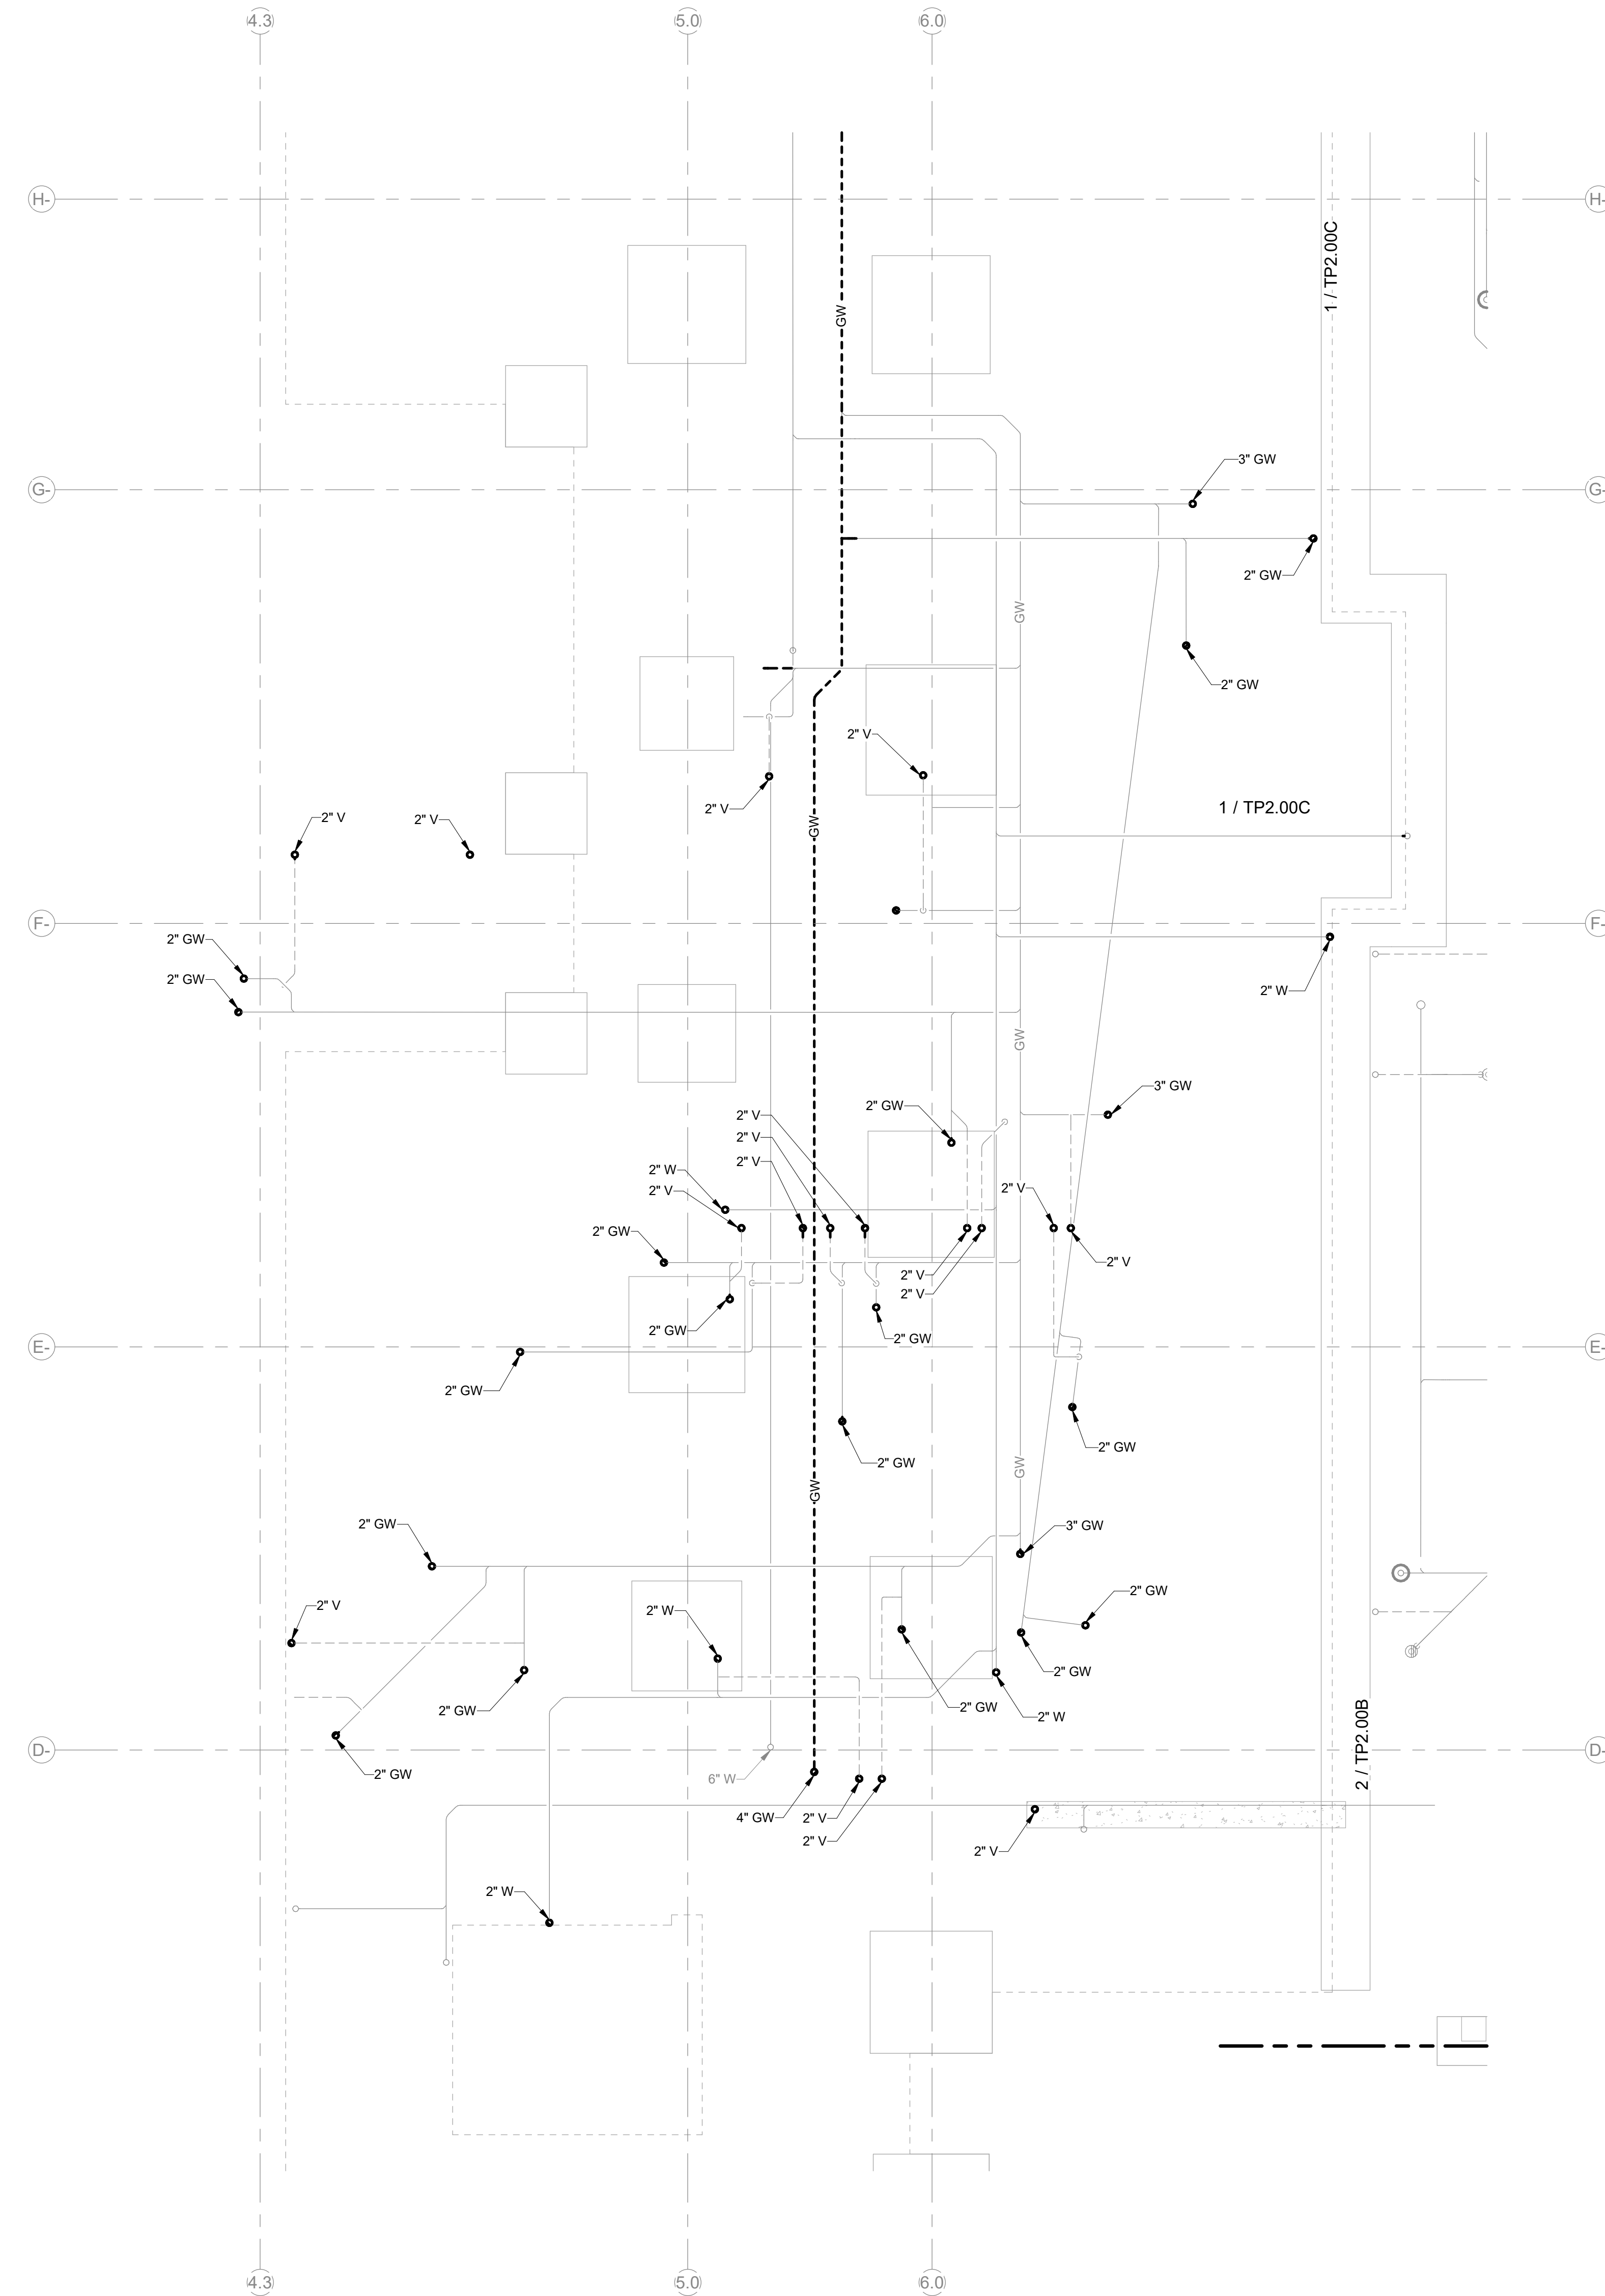 (4.3)
(5.0)
(6.0)
H-
H-
1 / TP2.00C
GW
3" GW
G-
G-
2" GW
GW
2" GW
2" V
2" V
1 / TP2.00C
2" V
2" V
GW
F-
F-
2" GW
2" GW
2" W
GW
3" GW
2" GW
2" V
2" V
2" V
2" W
2" V
2" V
2" GW
2" V
2" V
2" V
2" GW
2" GW
E-
E-
2" GW
2" GW
2" GW
GW
GW
2" GW
3" GW
2" GW
2" V
2" W
2" GW
2" GW
2" GW
2" W
D-
D-
2 / TP2.00B
2" GW
6" W
4" GW
2" V
2" V
2" V
2" W
(4.3)
(5.0)
(6.0)